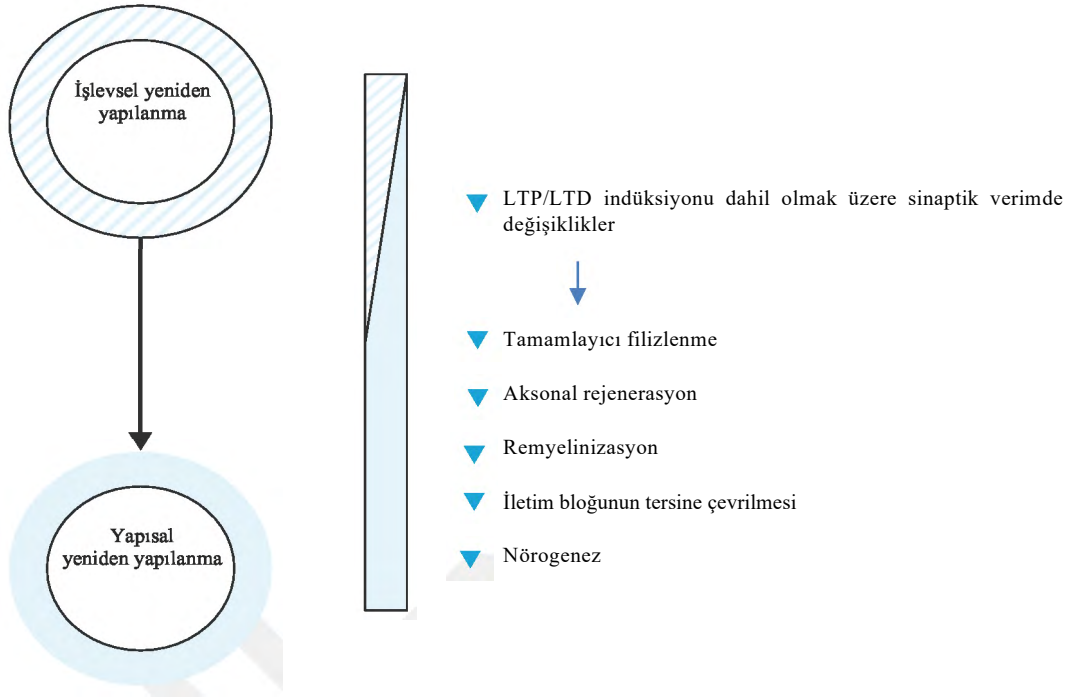 İşlevsel yeniden
yapılanma
LTP/LTD indüksiyonu dahil olmak üzere sinaptik verimde
değişiklikler
Tamamlayıcı filizlenme
Aksonal rejenerasyon
Remyelinizasyon
İletim bloğunun tersine çevrilmesi
Nörogenez
Yapısal
yeniden yapılanma